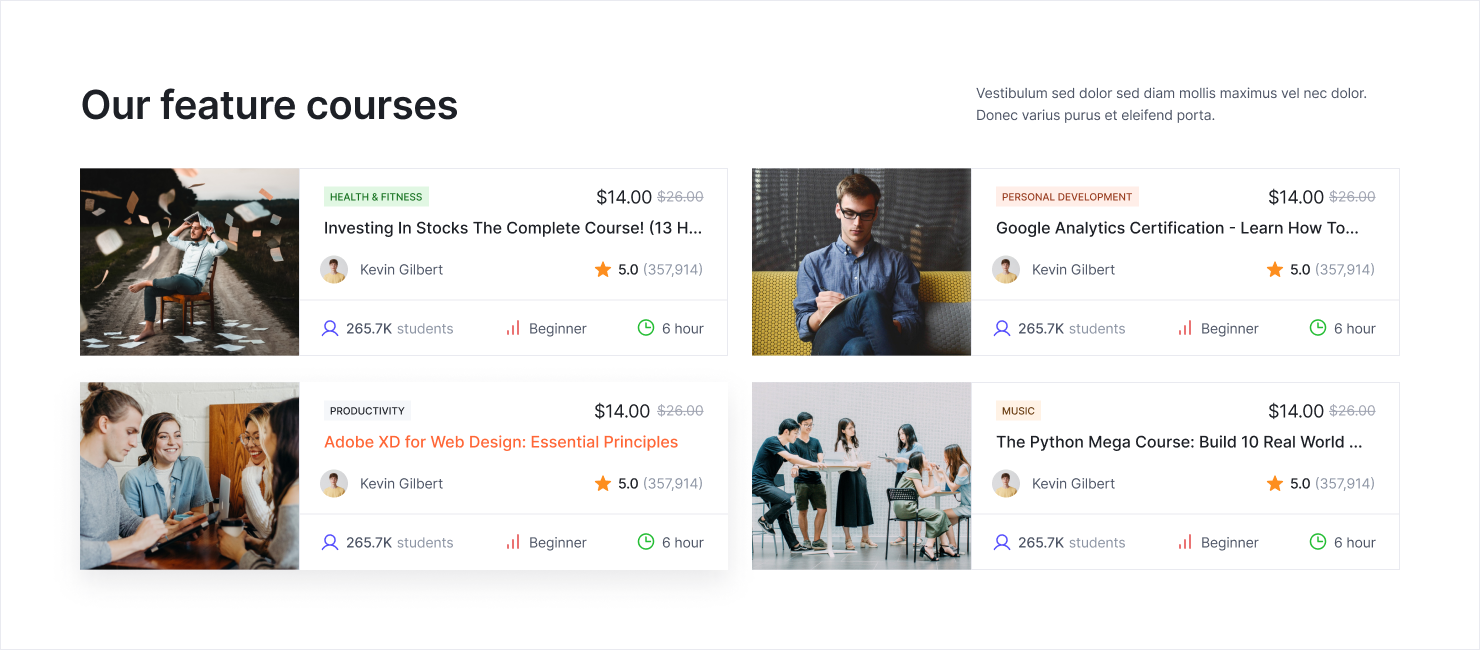 Our feature courses
Vestibulum sed dolor sed diam mollis maximus vel nec dolor.
Donec varius purus et eleifend porta.
HEALTH & FITNESS
$14.00 $26.00
Investing In Stocks The Complete Course! (13 H...
Kevin Gilbert
5.0 (357,914)
265.7K students
Beginner
6 hour
PERSONAL DEVELOPMENT
$14.00 $26.00
Google Analytics Certification - Learn How To...
Kevin Gilbert
5.0 (357,914)
265.7K students
Beginner
6 hour
PRODUCTIVITY
$14.00 $26.00
Adobe XD for Web Design: Essential Principles
Kevin Gilbert
5.0 (357,914)
265.7K students
Beginner
6 hour
MUSIC
$14.00 $26.00
The Python Mega Course: Build 10 Real World ...
Kevin Gilbert
5.0 (357,914)
265.7K students
Beginner
6 hour